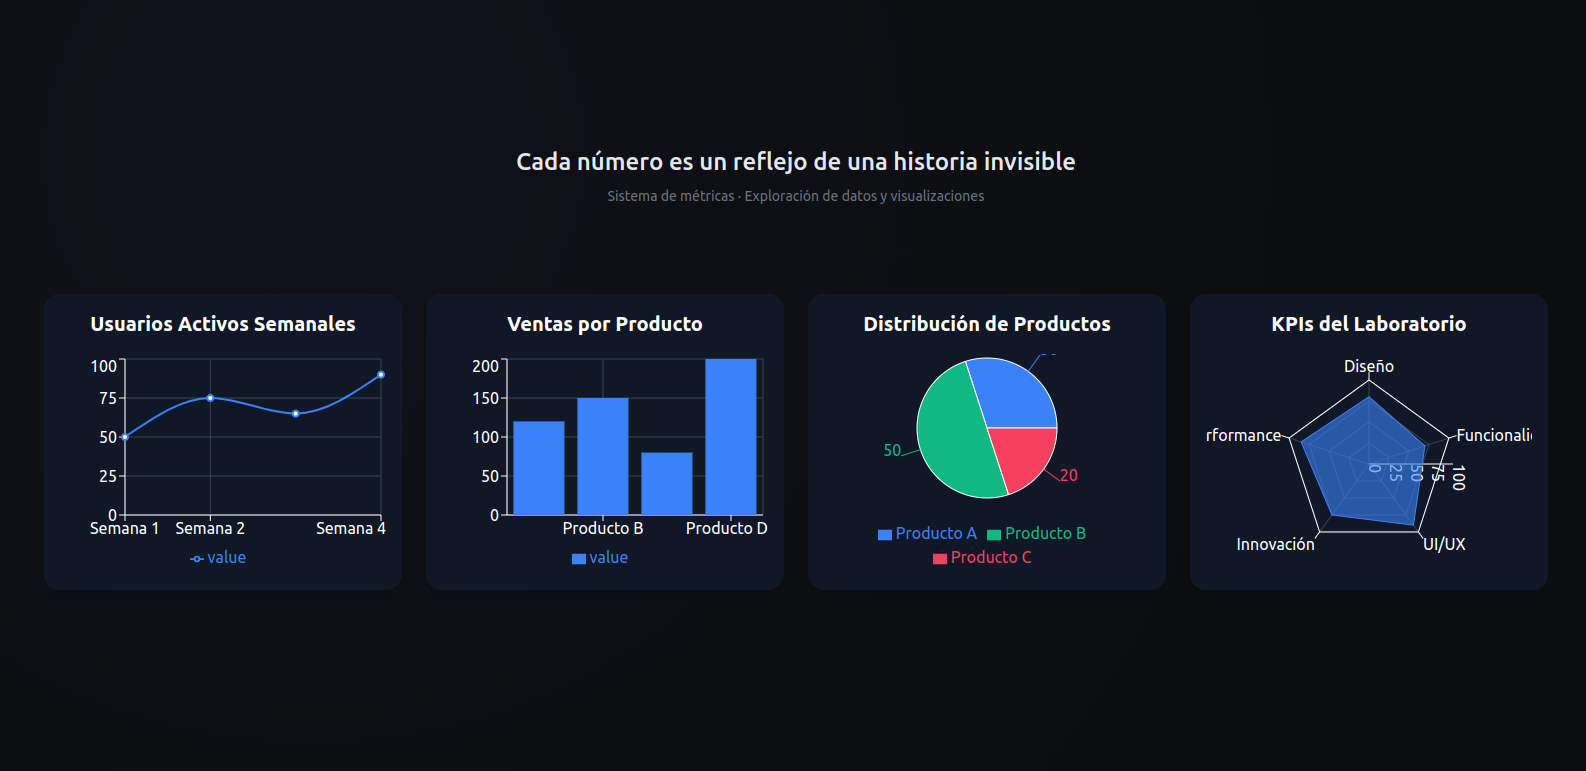 Cada número es un reflejo de una historia invisible
Sistema de métricas · Exploración de datos y visualizaciones
Usuarios Activos Semanales
100
75
50
25
0
Semana 1 Semana 2 Semana 4
value
Ventas por Producto
200
150
100
50
0
Producto B Producto D
value
Distribución de Productos
50
20
Producto A Producto B
Producto C
KPIs del Laboratorio
Diseño
rformance
Funcionali
0 25 50 75 100
Innovación
UI/UX